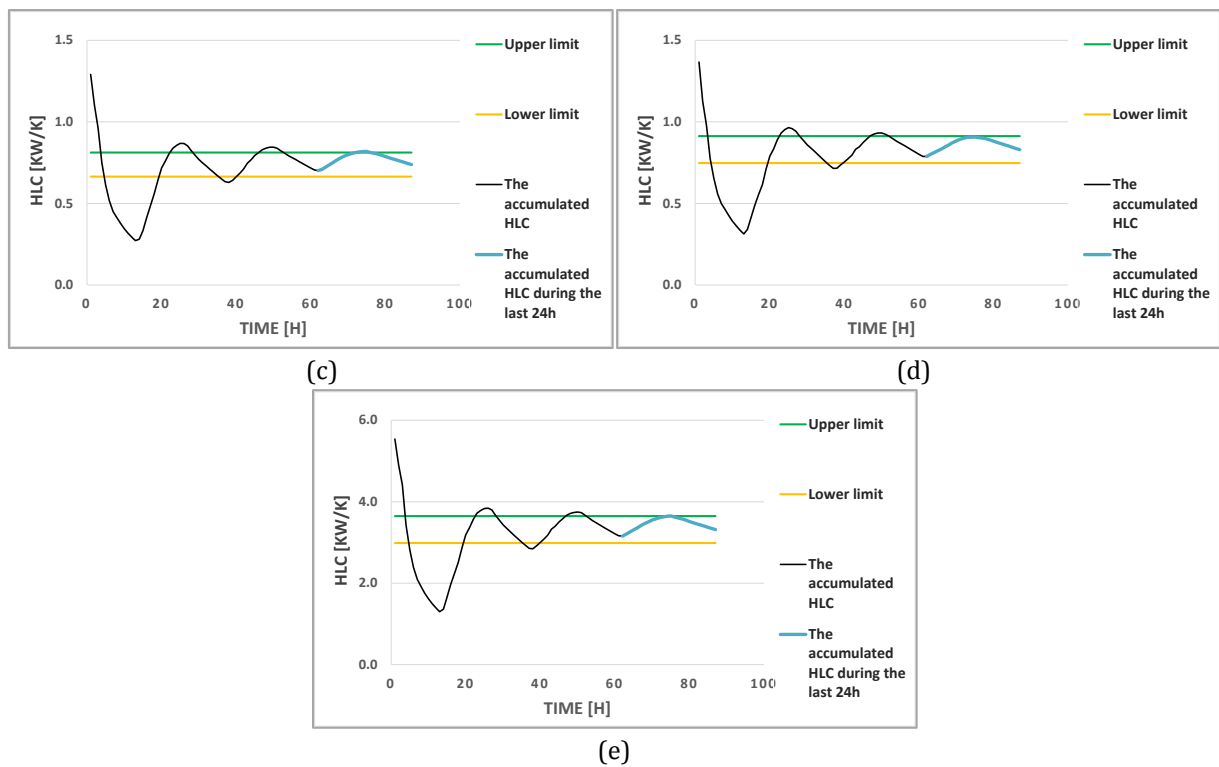 1.5
1.0
0.5
0.0
HLC [KW/K]
0
20
40
60
80
100
TIME [H]
Upper limit
Lower limit
The
accumulated
HLC
The
accumulated
HLC during the
last 24h
(c)
1.5
1.0
0.5
0.0
HLC [KW/K]
0
20
40
60
80
100
TIME [H]
Upper limit
Lower limit
The
accumulated
HLC
The
accumulated
HLC during the
last 24h
(d)
6.0
4.0
2.0
0.0
HLC [KW/K]
0
20
40
60
80
100
TIME [H]
Upper limit
Lower limit
The
accumulated
HLC
The
accumulated
HLC during the
last 24h
(e)